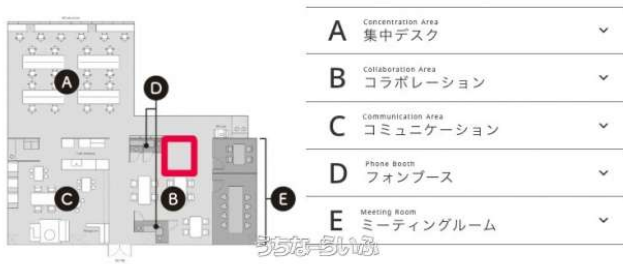 A
Concentration Area
集中デスク
B
Collaboration Area
コラボレーション
C
Communication Area
コミュニケーション
D
Phone Booth
フォンブース
E
Meeting Room
ミーティングルーム
A
D
C
B
E
うちなーらいふ